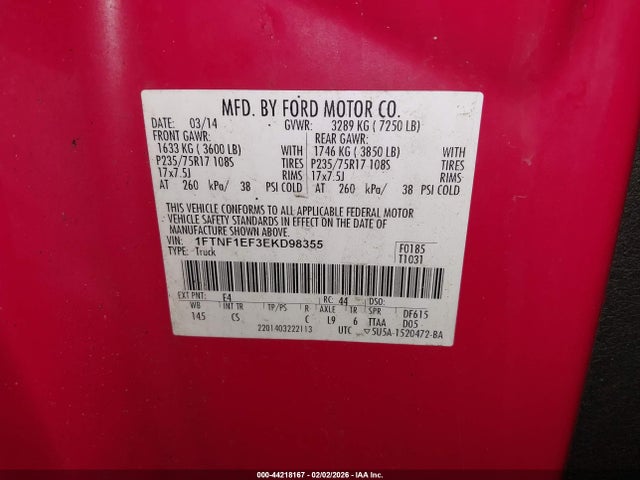 MFD. BY FORD MOTOR CO.
DATE: 03/14 GVWR: 3289 KG ( 7250 LB)
FRONT GAWR: REAR GAWR:
1633 KG ( 3600 LB) WITH 1746 KG ( 3850 LB) WITH
P235/75R17 108S TIRES P235/75R17 108S TIRES
17x7.5J RIMS 17x7.5J RIMS
AT 260 kPa/ 38 PSI COLD AT 260 kPa/ 38 PSI COLD
THIS VEHICLE CONFORMS TO ALL APPLICABLE FEDERAL MOTOR
VEHICLE SAFETY STANDARDS IN EFFECT ON THE DATE OF
MANUFACTURE SHOWN ABOVE.
VIN: 1FTNF1EF3EKD98355 F0185
TYPE: Truck T1031
EXT PNT: E4 RC: 44 DSO:
WB INT TR TP/PS R AXLE TR SPR DF615
145 CS C L9 6 TTAA D05
2201403222113 UTC ▽5U5A-1520472-BA
000-44218167 - 02/02/2026 - IAA Inc.